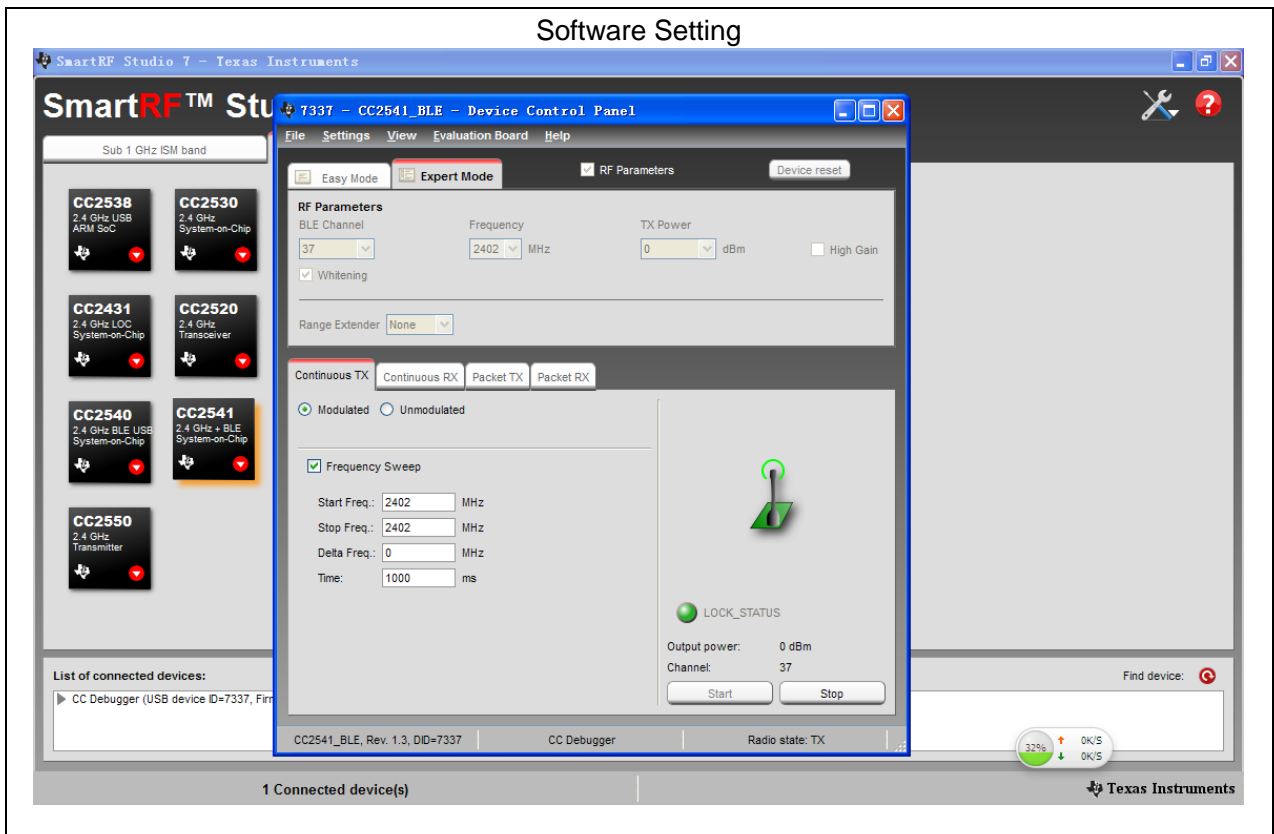 Software Setting
SmartRF Studio 7 - Texas Instruments
SmartRF™ Stu
Sub 1 GHz ISM band
CC2538
2.4 GHz USB
ARM SoC
CC2530
2.4 GHz
System-on-Chip
CC2431
2.4 GHz LOC
System-on-Chip
CC2520
2.4 GHz
Transceiver
CC2540
2.4 GHz BLE USB
System-on-Chip
CC2541
2.4 GHz + BLE
System-on-Chip
CC2550
2.4 GHz
Transmitter
7337 - CC2541_BLE - Device Control Panel
File Settings View Evaluation Board Help
Easy Mode Expert Mode RF Parameters Device reset
RF Parameters
BLE Channel Frequency TX Power
37 2402 MHz 0 dBm High Gain
Whitening
Range Extender None
Continuous TX Continuous RX Packet TX Packet RX
Modulated Unmodulated
Frequency Sweep
Start Freq.: 2402 MHz
Stop Freq.: 2402 MHz
Delta Freq.: 0 MHz
Time: 1000 ms
LOCK_STATUS
Output power: 0 dBm
Channel: 37
Start Stop
CC2541_BLE, Rev. 1.3, DID=7337 CC Debugger Radio state: TX
List of connected devices:
CC Debugger (USB device ID=7337, Firm
Find device:
32% 0K/S
0K/S
1 Connected device(s)
Texas Instruments